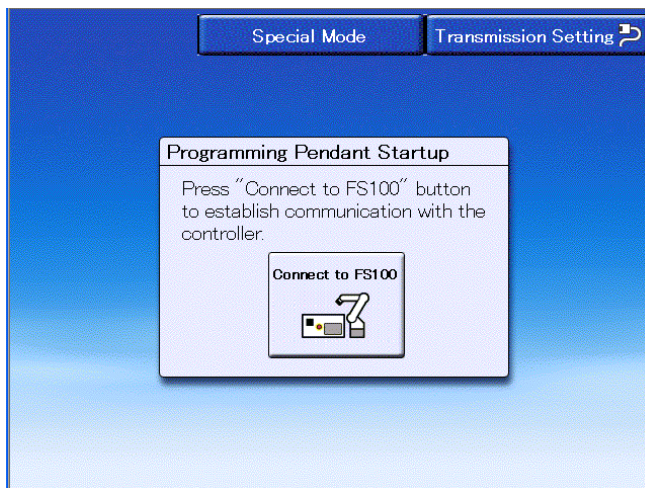 Special Mode
Transmission Setting
Programming Pendant Startup
Press "Connect to FS100" button
to establish communication with the
controller.
Connect to FS100